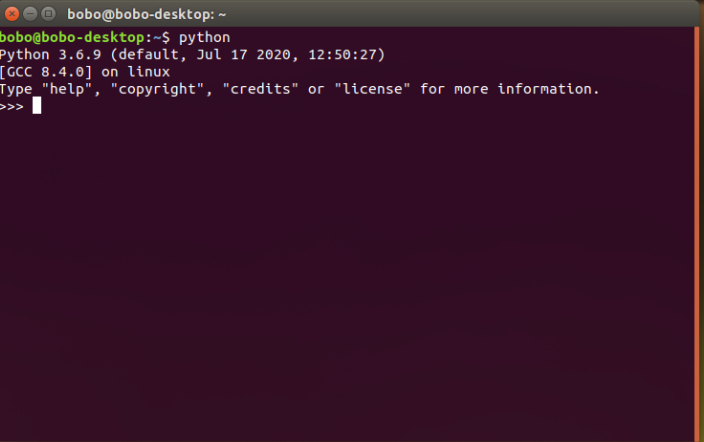 bobo@bobo-desktop: ~
bobo@bobo-desktop:~$ python
Python 3.6.9 (default, Jul 17 2020, 12:50:27)
[GCC 8.4.0] on linux
Type "help", "copyright", "credits" or "license" for more information.
>>>